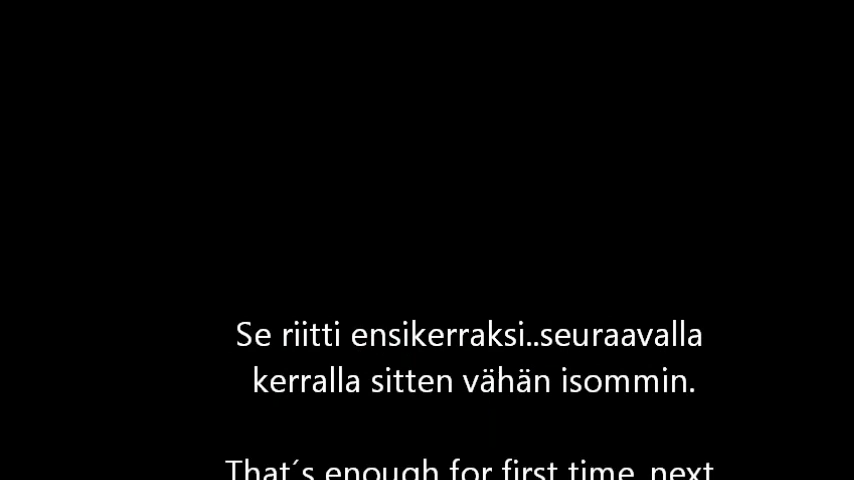 Se riitti ensikerraksi..seuraavalla
kerralla sitten vähän isommin.
That´s enough for first time, next